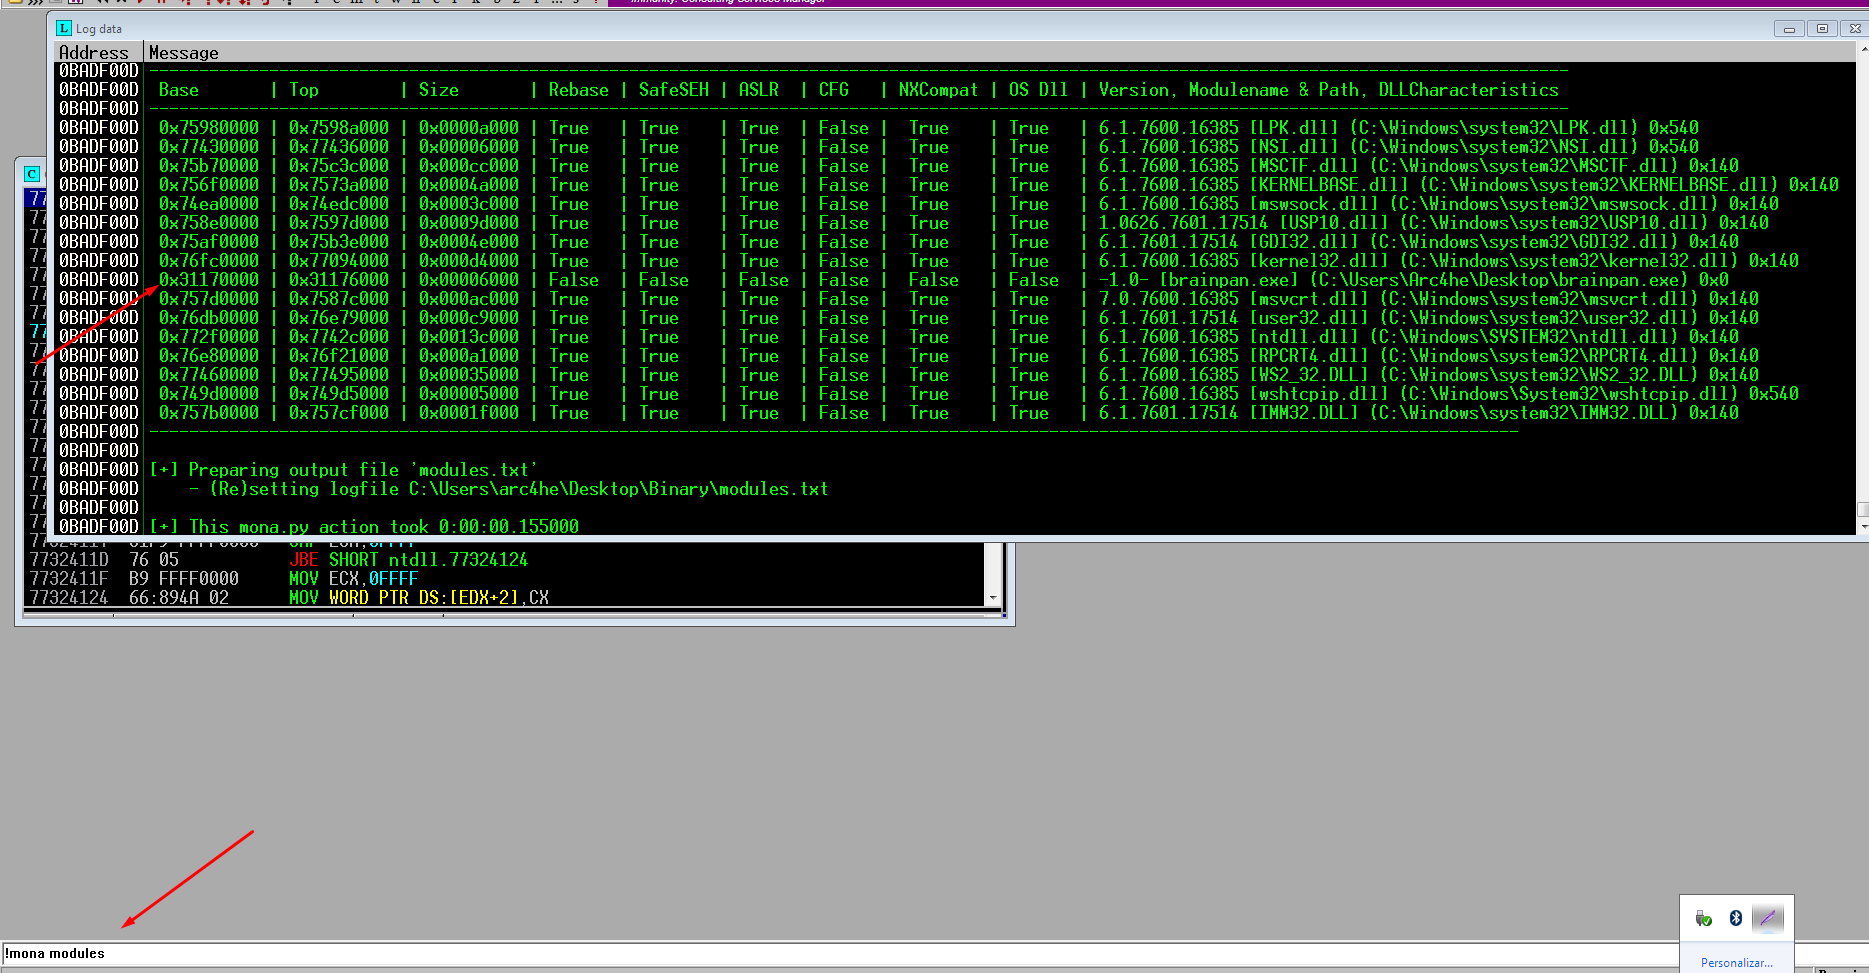 Immunity: Consulting Services Manager
L Log data
Address Message
0BADF00D
0BADF00D Base | Top | Size | Rebase | SafeSEH | ASLR | CFG | NXCompat | OS Dll | Version, Modulename & Path, DLLCharacteristics
0BADF00D
0BADF00D 0x75980000 | 0x7598a000 | 0x0000a000 | True | True | True | False | True | True | 6.1.7600.16385 [LPK.dll] (C:\Windows\system32\LPK.dll) 0x540
0BADF00D 0x77430000 | 0x77436000 | 0x00006000 | True | True | True | False | True | True | 6.1.7600.16385 [NSI.dll] (C:\Windows\system32\NSI.dll) 0x540
0BADF00D 0x75b70000 | 0x75c3c000 | 0x000cc000 | True | True | True | False | True | True | 6.1.7600.16385 [MSCTF.dll] (C:\Windows\system32\MSCTF.dll) 0x140
0BADF00D 0x756f0000 | 0x7573a000 | 0x0004a000 | True | True | True | False | True | True | 6.1.7600.16385 [KERNELBASE.dll] (C:\Windows\system32\KERNELBASE.dll) 0x140
0BADF00D 0x74ea0000 | 0x74edc000 | 0x0003c000 | True | True | True | False | True | True | 6.1.7600.16385 [mswsock.dll] (C:\Windows\system32\mswsock.dll) 0x140
0BADF00D 0x758e0000 | 0x7597d000 | 0x0009d000 | True | True | True | False | True | True | 1.0626.7601.17514 [USP10.dll] (C:\Windows\system32\USP10.dll) 0x140
0BADF00D 0x75af0000 | 0x75b3e000 | 0x0004e000 | True | True | True | False | True | True | 6.1.7601.17514 [GDI32.dll] (C:\Windows\system32\GDI32.dll) 0x140
0BADF00D 0x76fc0000 | 0x77094000 | 0x000d4000 | True | True | True | False | True | True | 6.1.7600.16385 [kernel32.dll] (C:\Windows\system32\kernel32.dll) 0x140
0BADF00D 0x31170000 | 0x31176000 | 0x00006000 | False | False | False | False | False | False | -1.0- [brainpan.exe] (C:\Users\Arc4he\Desktop\brainpan.exe) 0x0
0BADF00D 0x757d0000 | 0x7587c000 | 0x000ac000 | True | True | True | False | True | True | 7.0.7600.16385 [msvcrt.dll] (C:\Windows\system32\msvcrt.dll) 0x140
0BADF00D 0x76db0000 | 0x76e79000 | 0x000c9000 | True | True | True | False | True | True | 6.1.7601.17514 [user32.dll] (C:\Windows\system32\user32.dll) 0x140
0BADF00D 0x772f0000 | 0x7742c000 | 0x0013c000 | True | True | True | False | True | True | 6.1.7600.16385 [ntdll.dll] (C:\Windows\SYSTEM32\ntdll.dll) 0x140
0BADF00D 0x76e80000 | 0x76f21000 | 0x000a1000 | True | True | True | False | True | True | 6.1.7600.16385 [RPCRT4.dll] (C:\Windows\system32\RPCRT4.dll) 0x140
0BADF00D 0x77460000 | 0x77495000 | 0x00035000 | True | True | True | False | True | True | 6.1.7600.16385 [WS2_32.DLL] (C:\Windows\system32\WS2_32.DLL) 0x140
0BADF00D 0x749d0000 | 0x749d5000 | 0x00005000 | True | True | True | False | True | True | 6.1.7600.16385 [wshtcpip.dll] (C:\Windows\System32\wshtcpip.dll) 0x540
0BADF00D 0x757b0000 | 0x757cf000 | 0x0001f000 | True | True | True | False | True | True | 6.1.7601.17514 [IMM32.DLL] (C:\Windows\system32\IMM32.DLL) 0x140
0BADF00D
0BADF00D
0BADF00D [+] Preparing output file 'modules.txt'
0BADF00D - (Re)setting logfile C:\Users\arc4he\Desktop\Binary\modules.txt
0BADF00D
0BADF00D [+] This mona.py action took 0:00:00.155000
7732411D 76 05 JBE SHORT ntdll.77324124
7732411F B9 FFFF0000 MOV ECX,0FFFF
77324124 66:894A 02 MOV WORD PTR DS:[EDX+2],CX
!mona modules
Personalizar...